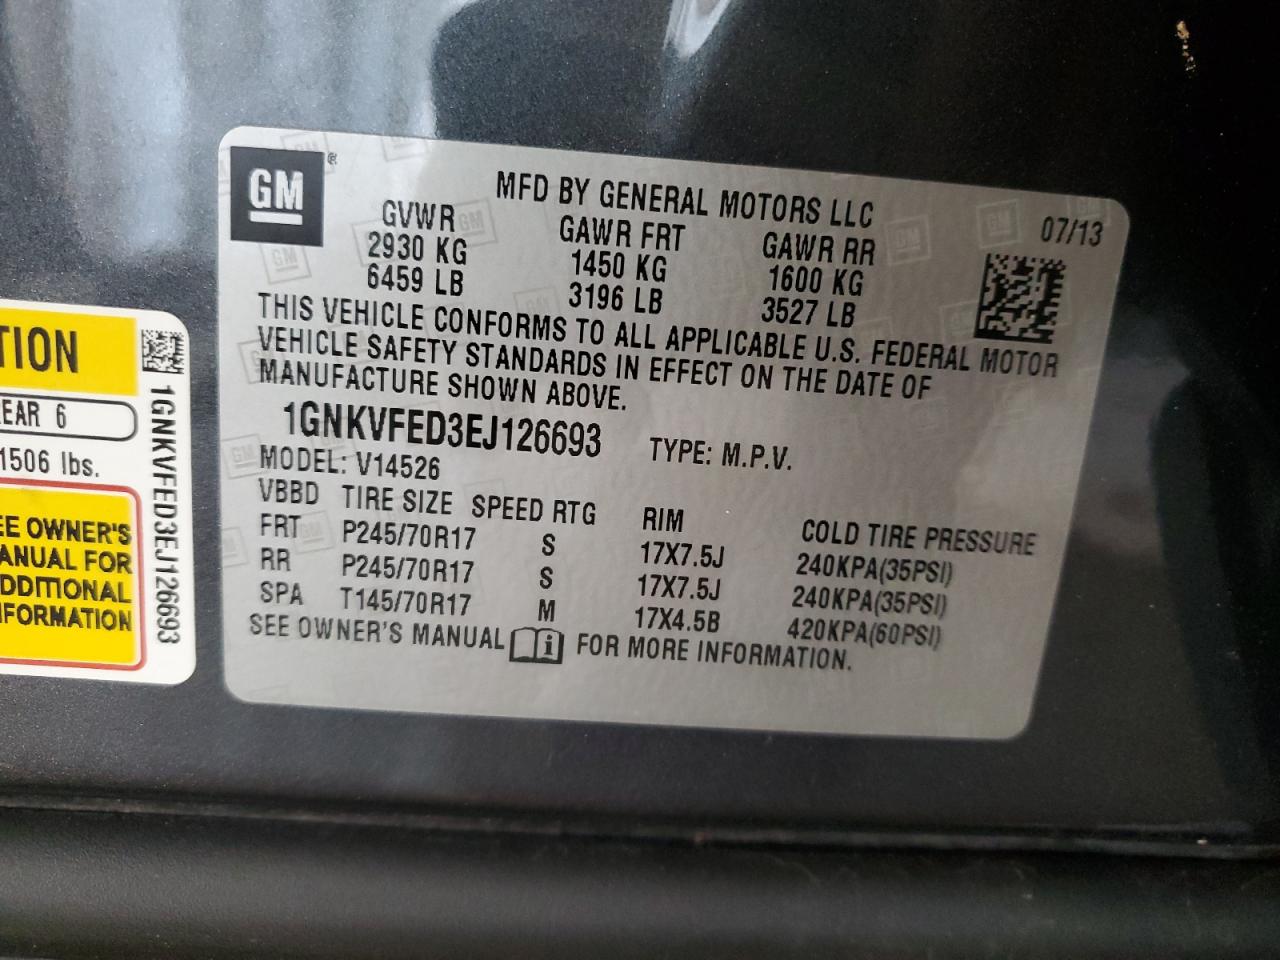 GM
MFD BY GENERAL MOTORS LLC
07/13
GVWR GAWR FRT GAWR RR
2930 KG 1450 KG 1600 KG
6459 LB 3196 LB 3527 LB
THIS VEHICLE CONFORMS TO ALL APPLICABLE U.S. FEDERAL MOTOR
VEHICLE SAFETY STANDARDS IN EFFECT ON THE DATE OF
MANUFACTURE SHOWN ABOVE.
1GNKVFED3EJ126693 TYPE: M.P.V.
MODEL: V14526
VBBD TIRE SIZE SPEED RTG RIM COLD TIRE PRESSURE
FRT P245/70R17 S 17X7.5J 240KPA(35PSI)
RR P245/70R17 S 17X7.5J 240KPA(35PSI)
SPA T145/70R17 M 17X4.5B 420KPA(60PSI)
SEE OWNER'S MANUAL FOR MORE INFORMATION.
TION
EAR 6
1506 lbs.
EE OWNER'S
ANUAL FOR
DDITIONAL
FORMATION
1GNKVFED3EJ126693